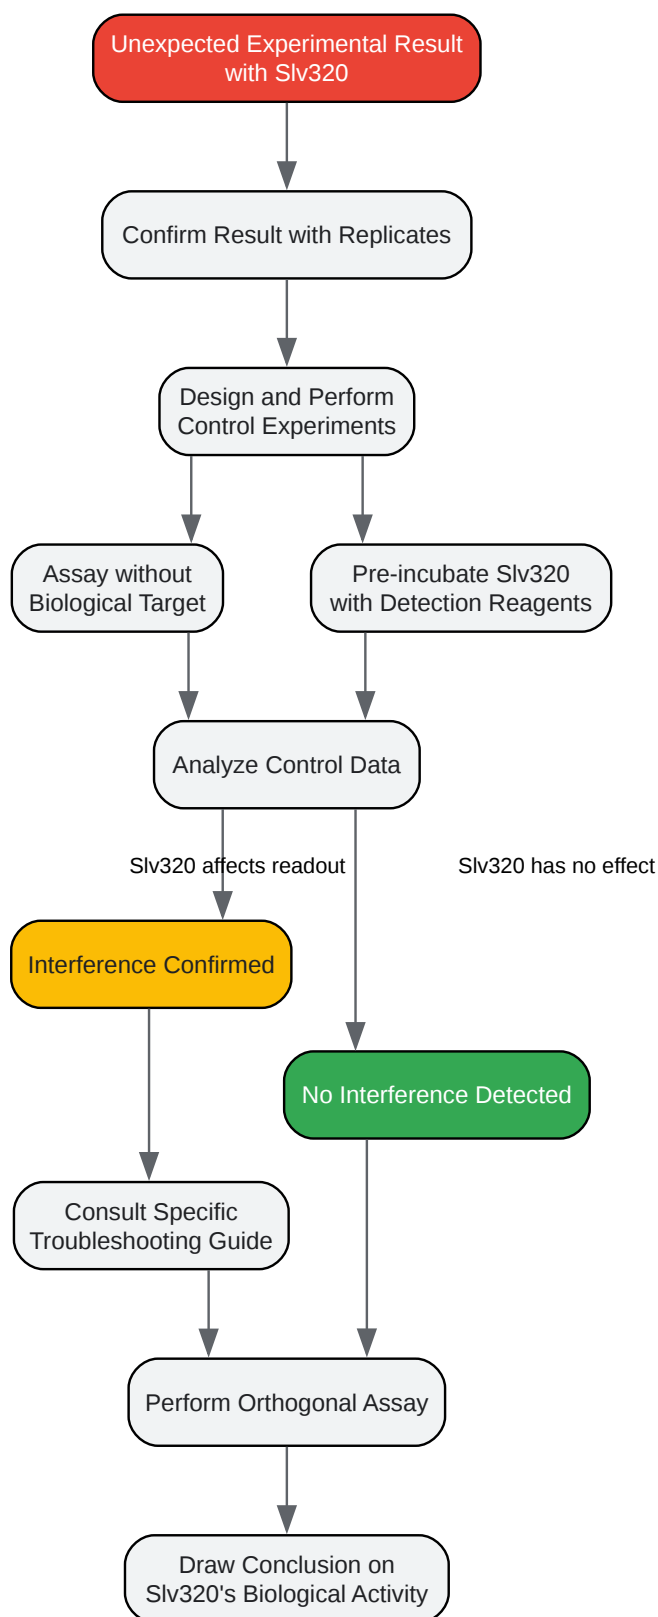 Unexpected Experimental Result
with Slv320
Confirm Result with Replicates
Design and Perform
Control Experiments
Assay without
Biological Target
Pre-incubate Slv320
with Detection Reagents
Analyze Control Data
Slv320 affects readout
Slv320 has no effect
Interference Confirmed
No Interference Detected
Consult Specific
Troubleshooting Guide
Perform Orthogonal Assay
Draw Conclusion on
Slv320's Biological Activity